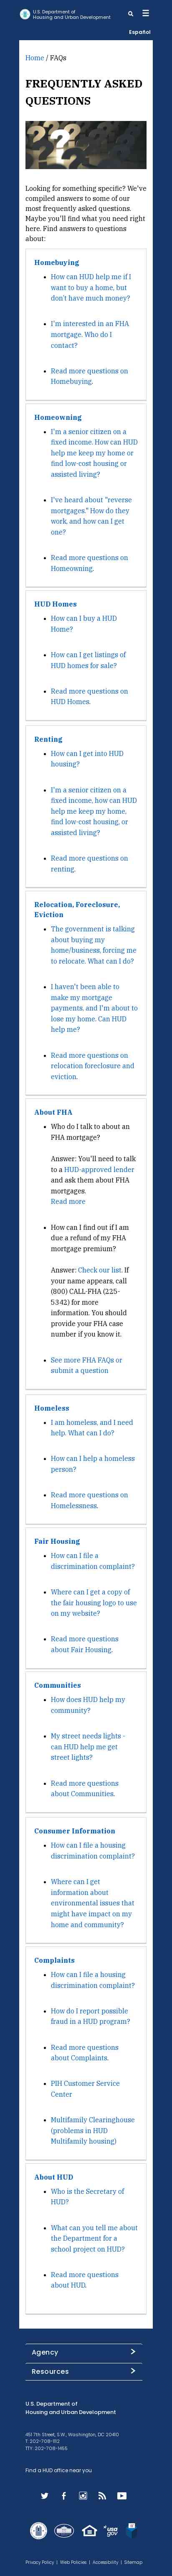 U.S. Department of
Housing and Urban Development
Español
Home / FAQs
FREQUENTLY ASKED
QUESTIONS
Looking for something specific? We've
compiled answers to some of our
most frequently asked questions.
Maybe you'll find what you need right
here. Find answers to questions
about:
Homebuying
How can HUD help me if I
want to buy a home, but
don't have much money?
I'm interested in an FHA
mortgage. Who do I
contact?
Read more questions on
Homebuying.
Homeowning
I'm a senior citizen on a
fixed income. How can HUD
help me keep my home or
find low-cost housing or
assisted living?
I've heard about "reverse
mortgages." How do they
work, and how can I get
one?
Read more questions on
Homeowning.
HUD Homes
How can I buy a HUD
Home?
How can I get listings of
HUD homes for sale?
Read more questions on
HUD Homes.
Renting
How can I get into HUD
housing?
I'm a senior citizen on a
fixed income, how can HUD
help me keep my home,
find low-cost housing, or
assisted living?
Read more questions on
renting.
Relocation, Foreclosure,
Eviction
The government is talking
about buying my
home/business, forcing me
to relocate. What can I do?
I haven't been able to
make my mortgage
payments, and I'm about to
lose my home. Can HUD
help me?
Read more questions on
relocation foreclosure and
eviction.
About FHA
Who do I talk to about an
FHA mortgage?
Answer: You'll need to talk
to a HUD-approved lender
and ask them about FHA
mortgages.
Read more
How can I find out if I am
due a refund of my FHA
mortgage premium?
Answer: Check our list. If
your name appears, call
(800) CALL-FHA (225-
5342) for more
information. You should
provide your FHA case
number if you know it.
See more FHA FAQs or
submit a question
Homeless
I am homeless, and I need
help. What can I do?
How can I help a homeless
person?
Read more questions on
Homelessness.
Fair Housing
How can I file a
discrimination complaint?
Where can I get a copy of
the fair housing logo to use
on my website?
Read more questions
about Fair Housing.
Communities
How does HUD help my
community?
My street needs lights -
can HUD help me get
street lights?
Read more questions
about Communities.
Consumer Information
How can I file a housing
discrimination complaint?
Where can I get
information about
environmental issues that
might have impact on my
home and community?
Complaints
How can I file a housing
discrimination complaint?
How do I report possible
fraud in a HUD program?
Read more questions
about Complaints.
PIH Customer Service
Center
Multifamily Clearinghouse
(problems in HUD
Multifamily housing)
About HUD
Who is the Secretary of
HUD?
What can you tell me about
the Department for a
school project on HUD?
Read more questions
about HUD.
Agency
Resources
U.S. Department of
Housing and Urban Development
451 7th Street, S.W., Washington, DC 20410
T: 202-708-1112
TTY: 202-708-1455
Find a HUD office near you
USA
gov
Privacy Policy | Web Policies | Accessibility | Sitemap